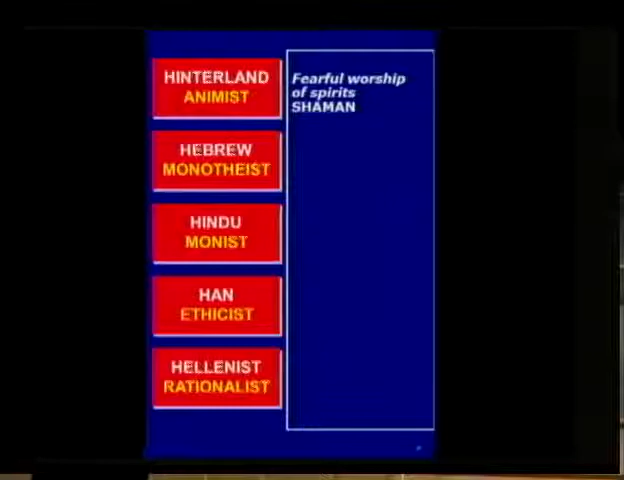 HINTERLAND
ANIMIST
Fearful worship
of spirits
SHAMAN
HEBREW
MONOTHEIST
HINDU
MONIST
HAN
ETHICIST
HELLENIST
RATIONALIST